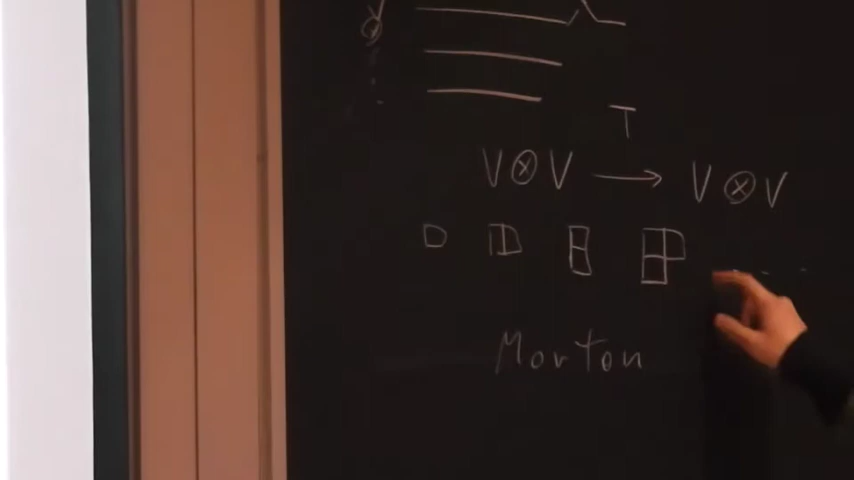 T
V ⊗ V → V ⊗ V
Morton